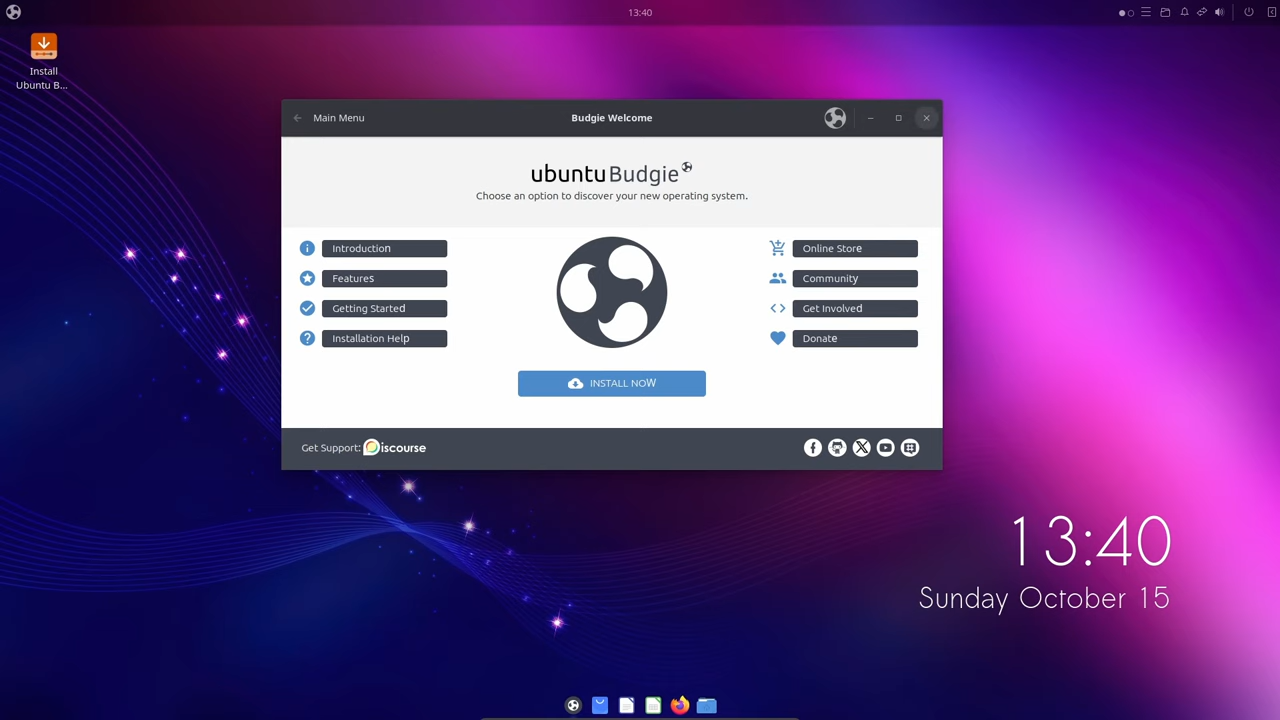 13:40
Install
Ubuntu B...
Main Menu
Budgie Welcome
ubuntu Budgie
Choose an option to discover your new operating system.
Introduction
Features
Getting Started
Installation Help
Online Store
Community
Get Involved
Donate
INSTALL NOW
Get Support: Discourse
13:40
Sunday October 15